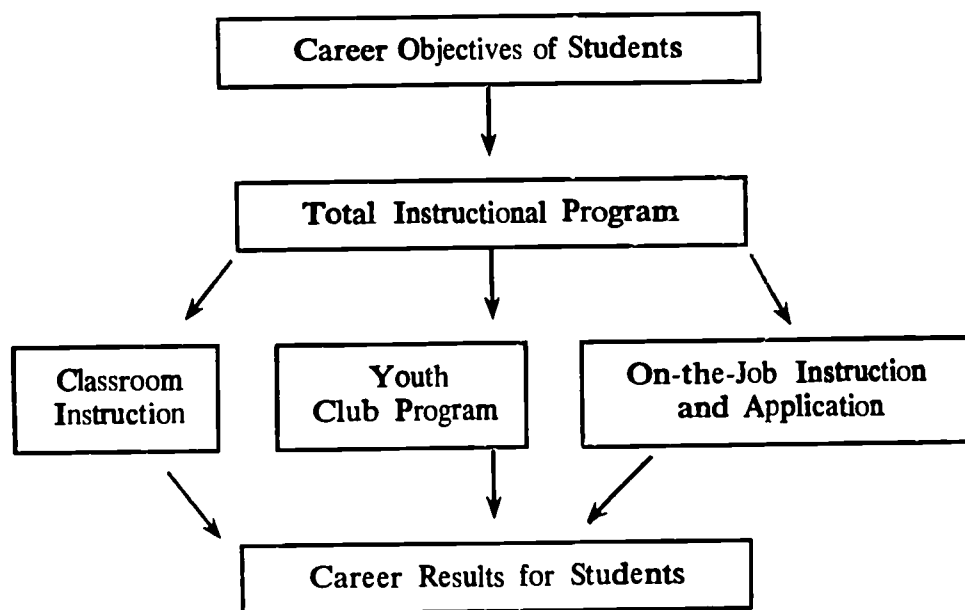 Career Objectives of Students
Total Instructional Program
Classroom
Instruction
Youth
Club Program
On-the-Job Instruction
and Application
Career Results for Students